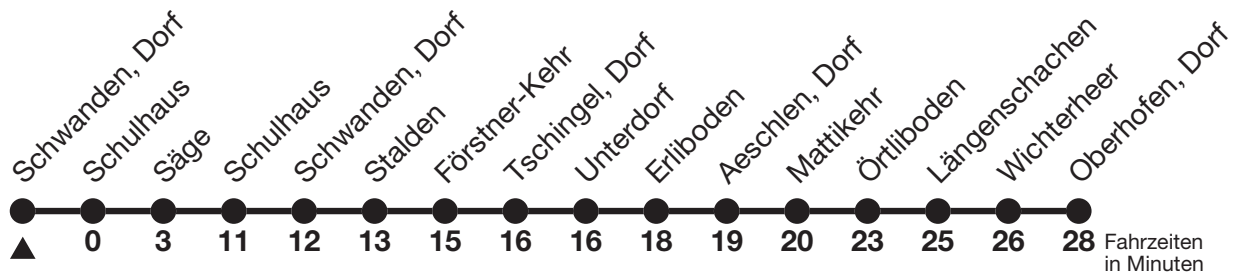 Schwanden, Dorf
Schulhaus
Säge
Schulhaus
Schwanden, Dorf
Stalden
Förstner-Kehr
Tschingel, Dorf
Unterdorf
Erliboden
Aeschlen, Dorf
Mattikehr
Örtliboden
Längenschachen
Wichterheer
Oberhofen, Dorf
0 3 11 12 13 15 16 16 18 19 20 23 25 26 28 Fahrzeiten
in Minuten